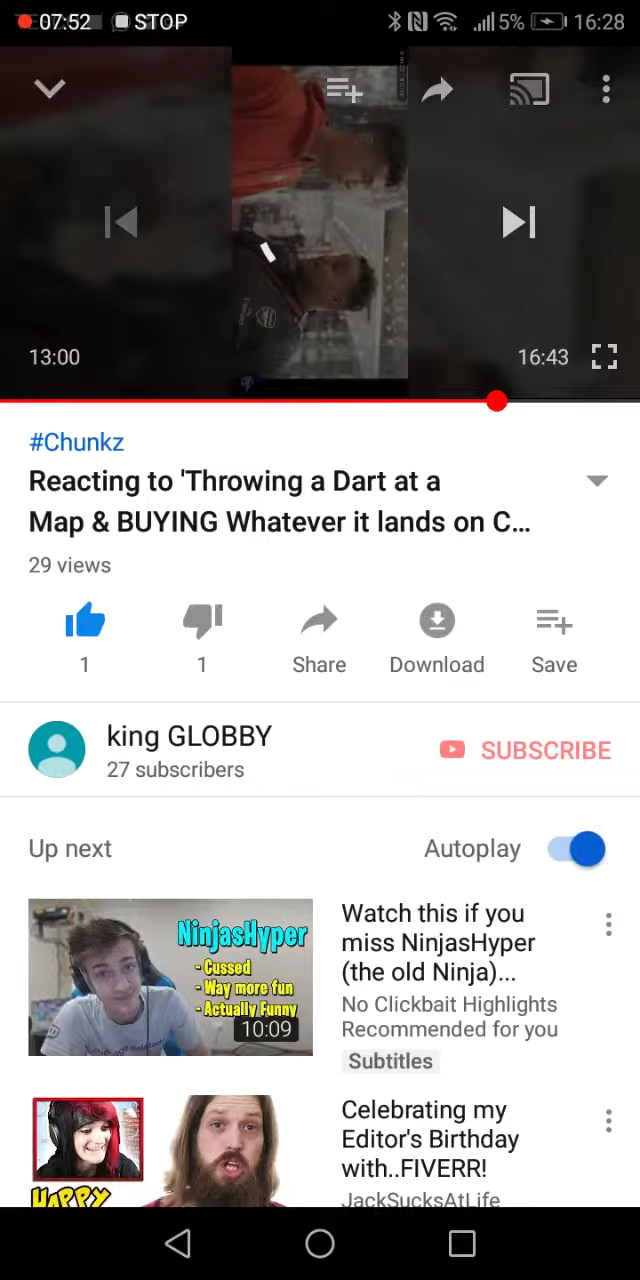 07:52 STOP 5% 16:28
13:00 16:43
#Chunkz
Reacting to 'Throwing a Dart at a
Map & BUYING Whatever it lands on C...
29 views
1 1 Share Download Save
king GLOBBY
27 subscribers
SUBSCRIBE
Up next Autoplay
NinjasHyper
- Cussed
- Way more fun
- Actually Funny
10:09
Watch this if you
miss NinjasHyper
(the old Ninja)...
No Clickbait Highlights
Recommended for you
Subtitles
HAPPY
Celebrating my
Editor's Birthday
with..FIVERR!
JackSucksAtLife